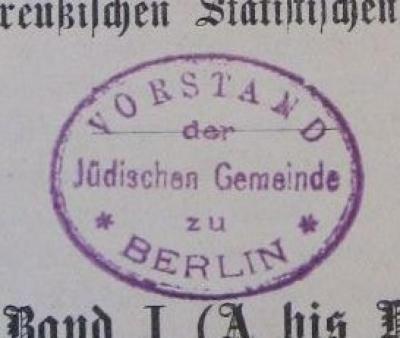 reußischen Statistischen
VORSTAND
der
Jüdischen Gemeinde
zu
* BERLIN *
Band I (A bis